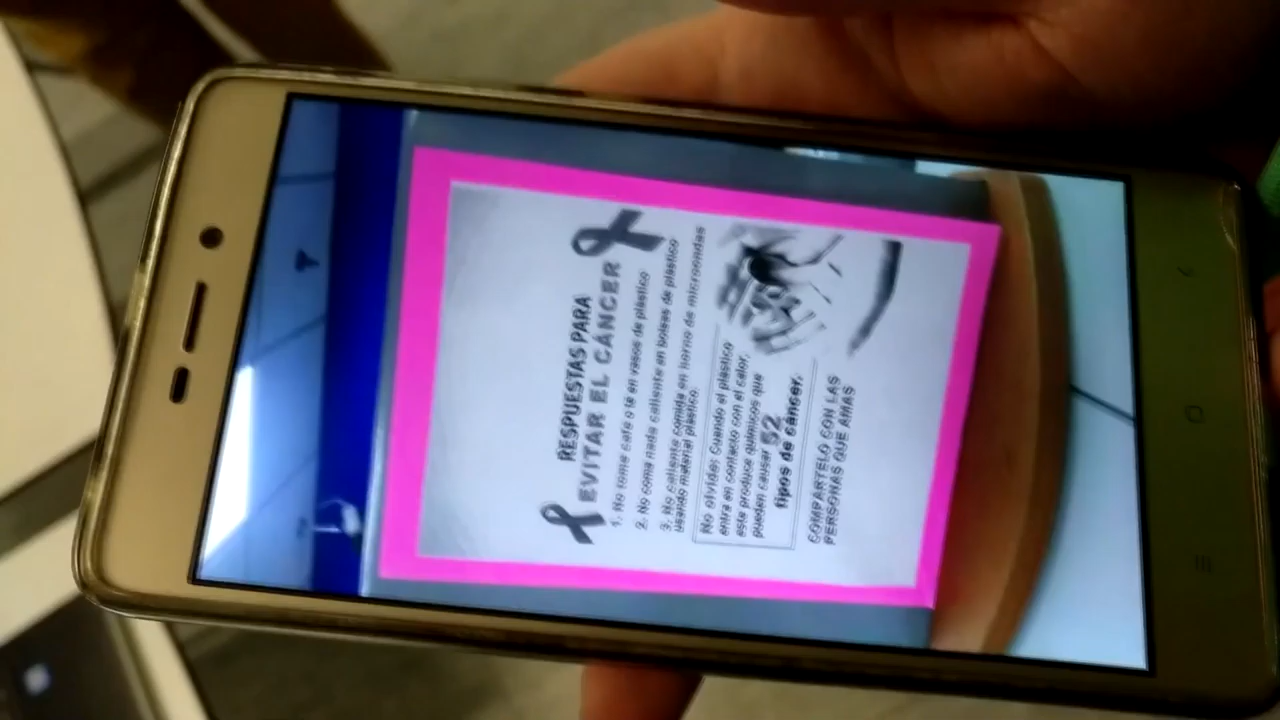 RESPUESTAS PARA
EVITAR EL CÁNCER
1. No tome café o té en vasos de plástico
2. No coma nada caliente en bolsas de plástico
3. No caliente comida en horno de microondas
usando material plástico.
No olvide: Cuando el plástico
entra en contacto con el calor,
este produce químicos que
pueden causar 52
tipos de cáncer.
COMPARTELO CON LAS
PERSONAS QUE AMAS